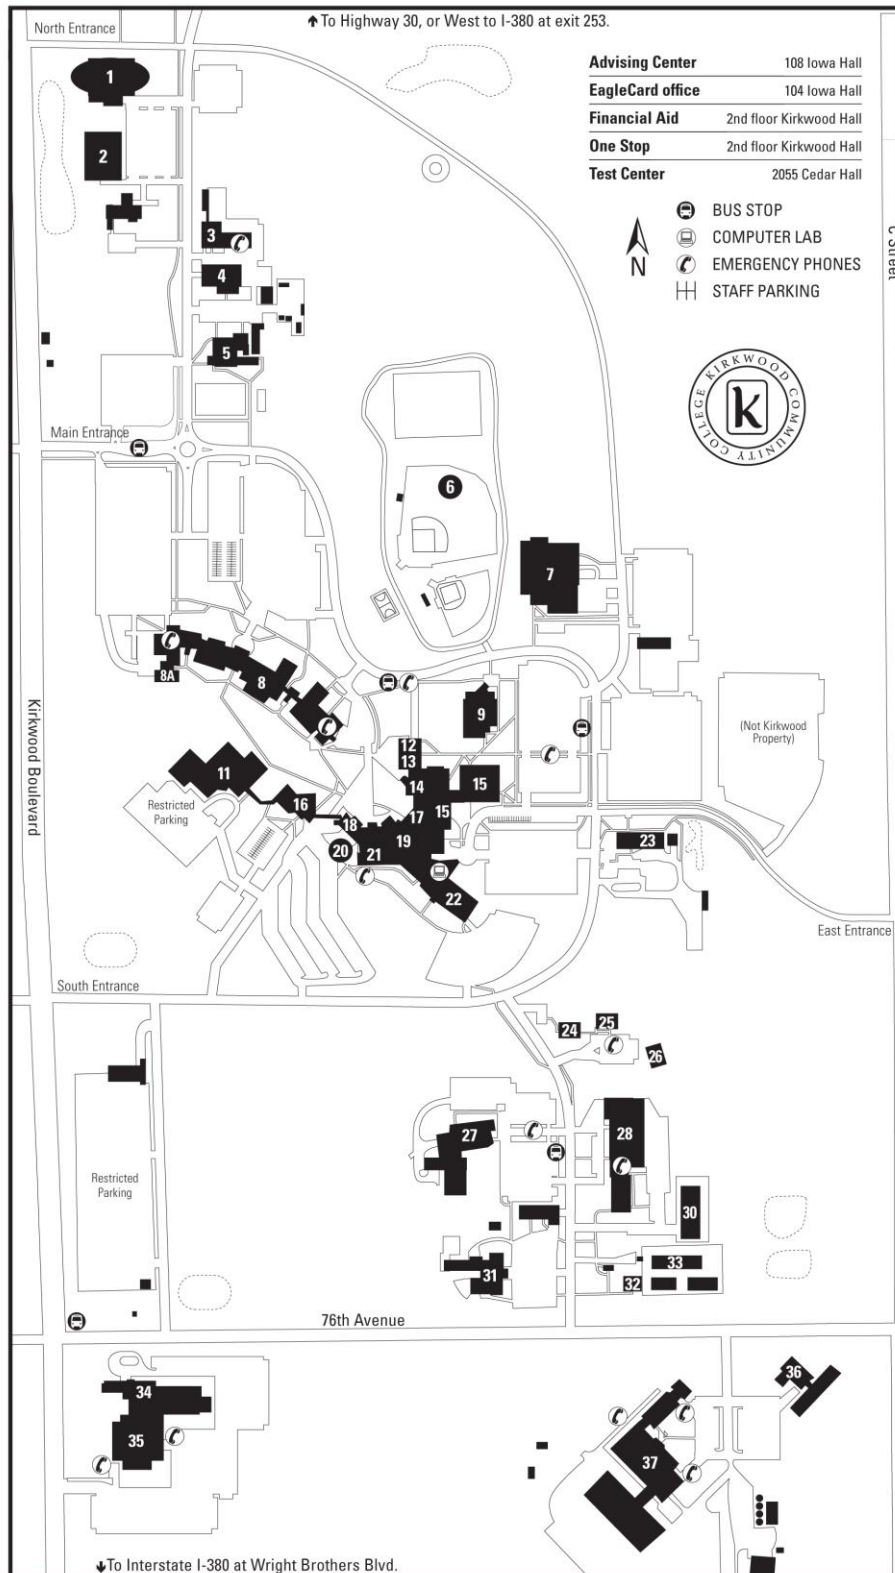 North Entrance
To Highway 30, or West to I-380 at exit 253.
Advising Center 108 Iowa Hall
EagleCard office 104 Iowa Hall
Financial Aid 2nd floor Kirkwood Hall
One Stop 2nd floor Kirkwood Hall
Test Center 2055 Cedar Hall
BUS STOP
COMPUTER LAB
EMERGENCY PHONES
STAFF PARKING
N
C Street
1
2
3
4
5
KIRKWOOD COMMUNITY COLLEGE
k
Main Entrance
6
7
8A
8
9
Kirkwood Boulevard
(Not Kirkwood
Property)
11
12
13
14
15
15
Restricted
Parking
16
17
18
19
20
21
22
23
East Entrance
South Entrance
24
25
26
27
28
Restricted
Parking
30
31
32
33
76th Avenue
34
35
36
37
To Interstate I-380 at Wright Brothers Blvd.